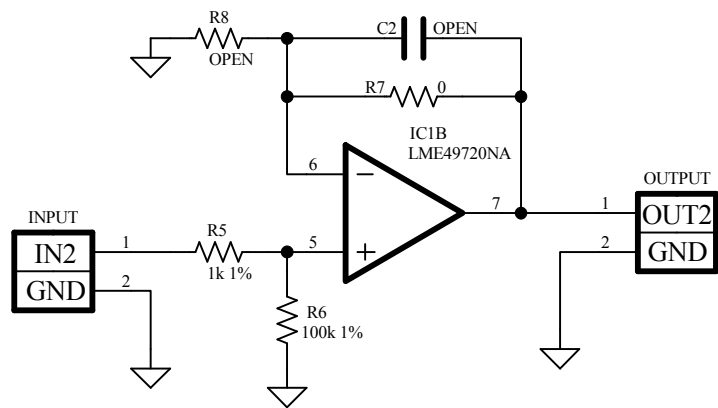 R8
OPEN
C2
OPEN
R7
0
IC1B
LME49720NA
6
7
5
INPUT
IN2
GND
1
2
R5
1k 1%
R6
100k 1%
OUTPUT
1
OUT2
2
GND